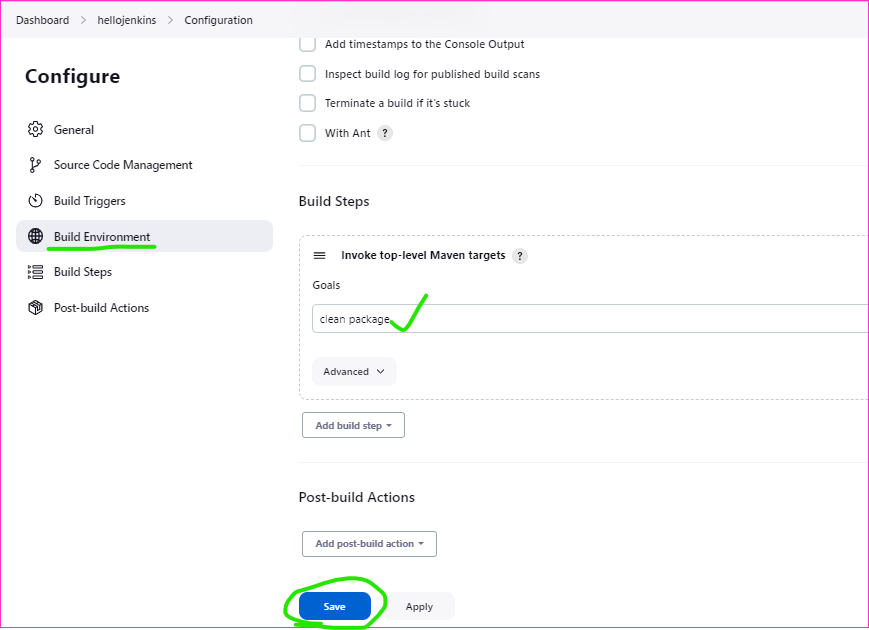 Dashboard > hellojenkins > Configuration
Configure
General
Source Code Management
Build Triggers
Build Environment
Build Steps
Post-build Actions
Add timestamps to the Console Output
Inspect build log for published build scans
Terminate a build if it's stuck
With Ant ?
Build Steps
Invoke top-level Maven targets ?
Goals
clean package
Advanced
Add build step
Post-build Actions
Add post-build action
Save Apply